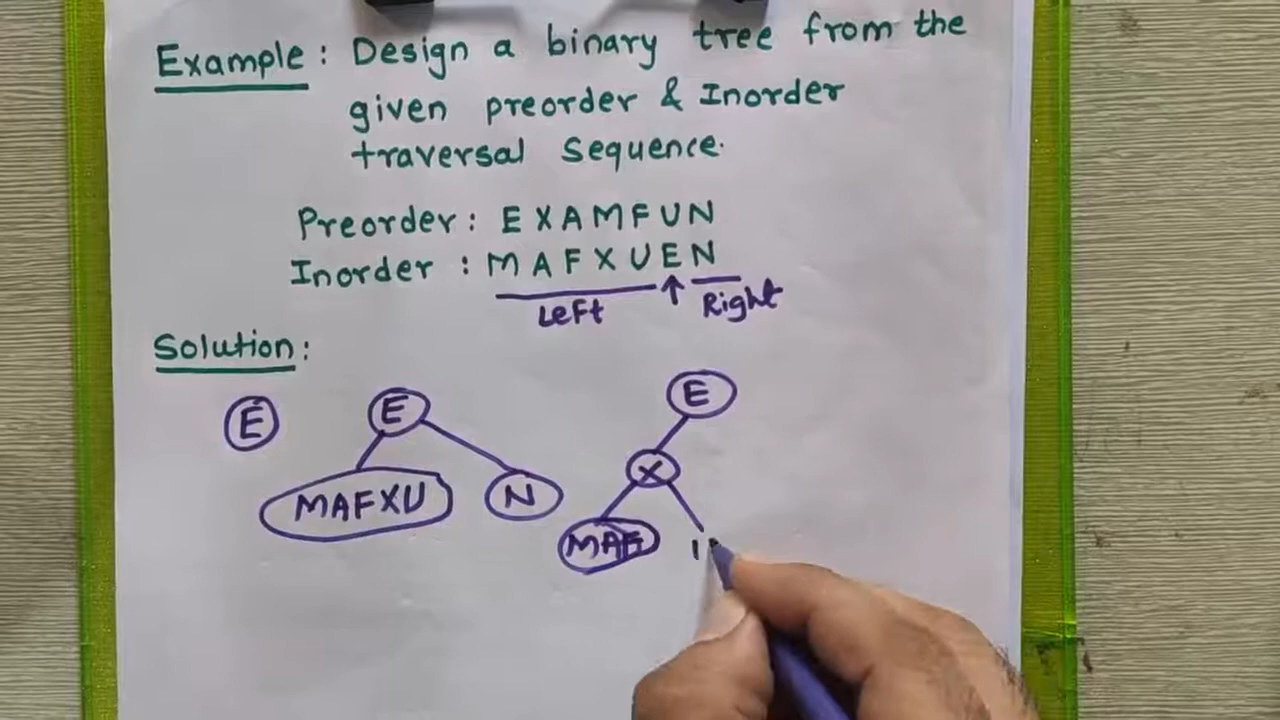 Example: Design a binary tree from the
given preorder & Inorder
traversal sequence.
Preorder: E X A M F U N
Inorder : M A F X U E N
Left ↑ Right
Solution:
E E E
X
MAFXU N
MAF